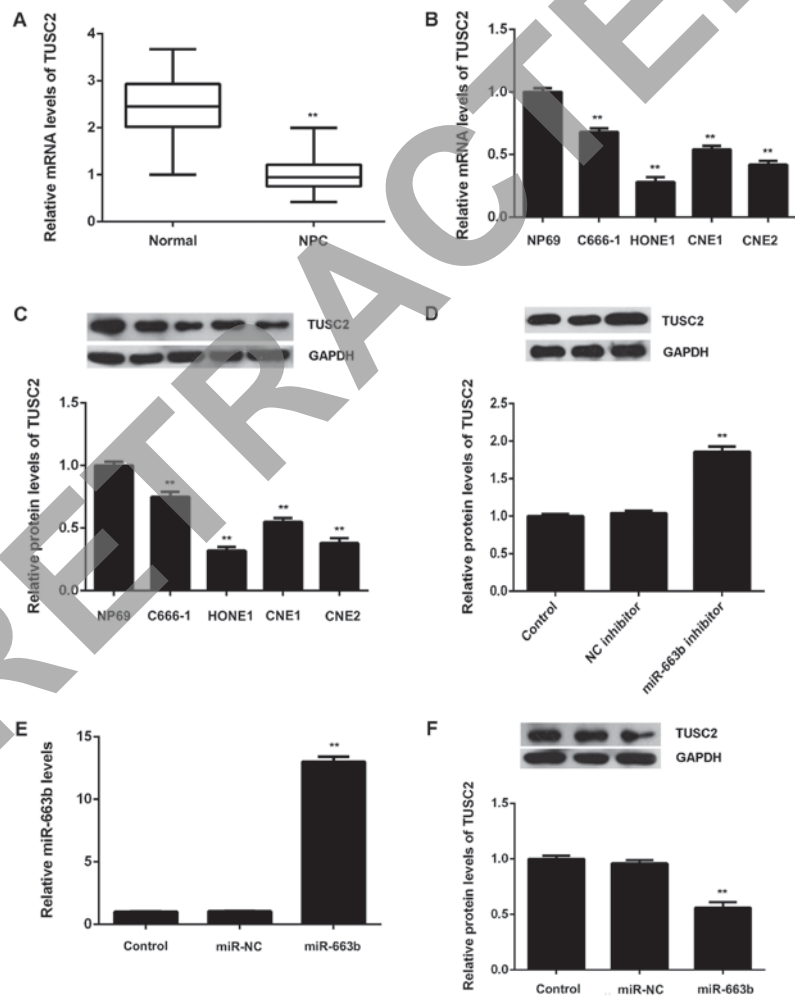 A
Relative mRNA levels of TUSC2
4
3
2
1
0
**
Normal
NPC
B
Relative mRNA levels of TUSC2
1.5
1.0
0.5
0.0
**
**
**
**
NP69
C666-1
HONE1
CNE1
CNE2
C
TUSC2
GAPDH
Relative protein levels of TUSC2
1.5
1.0
0.5
0.0
**
**
**
**
NP69
C666-1
HONE1
CNE1
CNE2
D
TUSC2
GAPDH
Relative protein levels of TUSC2
2.5
2.0
1.5
1.0
0.5
0.0
**
Control
NC inhibitor
miR-663b inhibitor
E
Relative miR-663b levels
15
10
5
0
**
Control
miR-NC
miR-663b
F
TUSC2
GAPDH
Relative protein levels of TUSC2
1.5
1.0
0.5
0.0
**
Control
miR-NC
miR-663b
RETRACTE